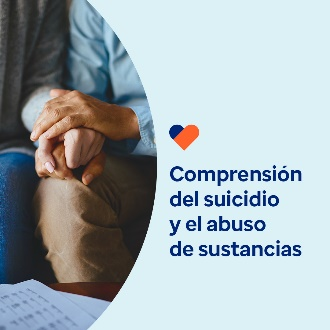 Comprensión
del suicidio
y el abuso
de sustancias